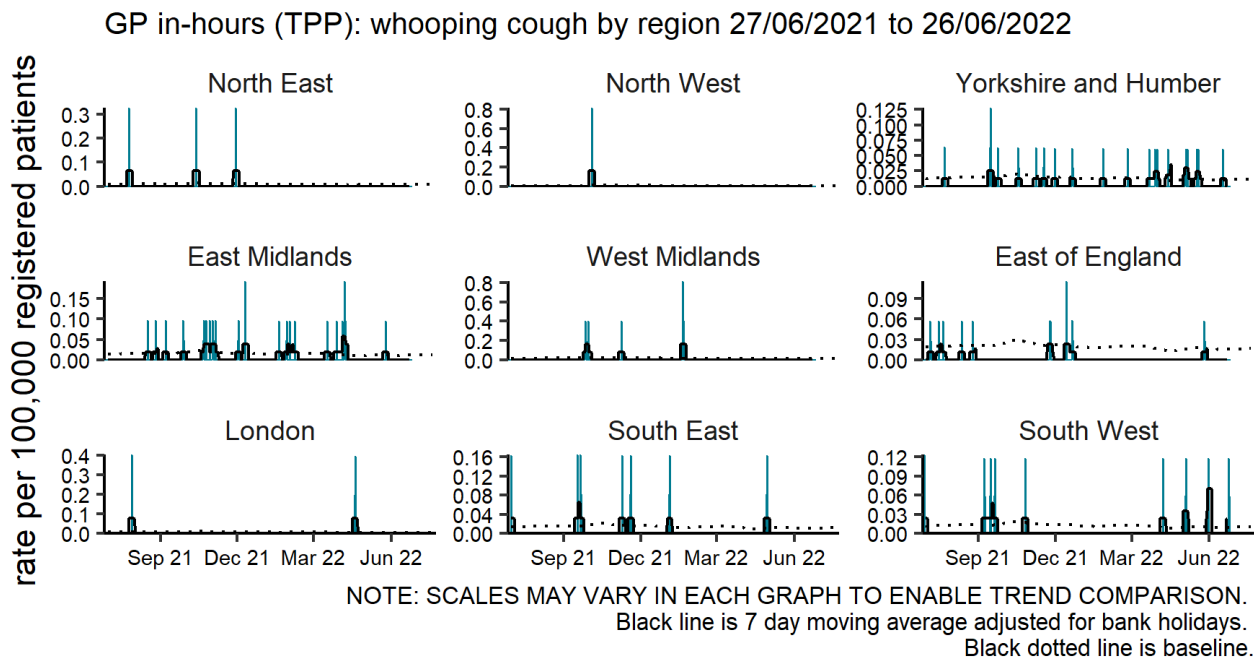 GP in-hours (TPP): whooping cough by region 27/06/2021 to 26/06/2022
rate per 100,000 registered patients
North East
0.3
0.2
0.1
0.0
North West
0.8
0.6
0.4
0.2
0.0
Yorkshire and Humber
0.125
0.100
0.075
0.050
0.025
0.000
East Midlands
0.15
0.10
0.05
0.00
West Midlands
0.8
0.6
0.4
0.2
0.0
East of England
0.09
0.06
0.03
0.00
London
0.4
0.3
0.2
0.1
0.0
South East
0.16
0.12
0.08
0.04
0.00
South West
0.12
0.09
0.06
0.03
0.00
Sep 21 Dec 21 Mar 22 Jun 22
Sep 21 Dec 21 Mar 22 Jun 22
Sep 21 Dec 21 Mar 22 Jun 22
NOTE: SCALES MAY VARY IN EACH GRAPH TO ENABLE TREND COMPARISON.
Black line is 7 day moving average adjusted for bank holidays.
Black dotted line is baseline.